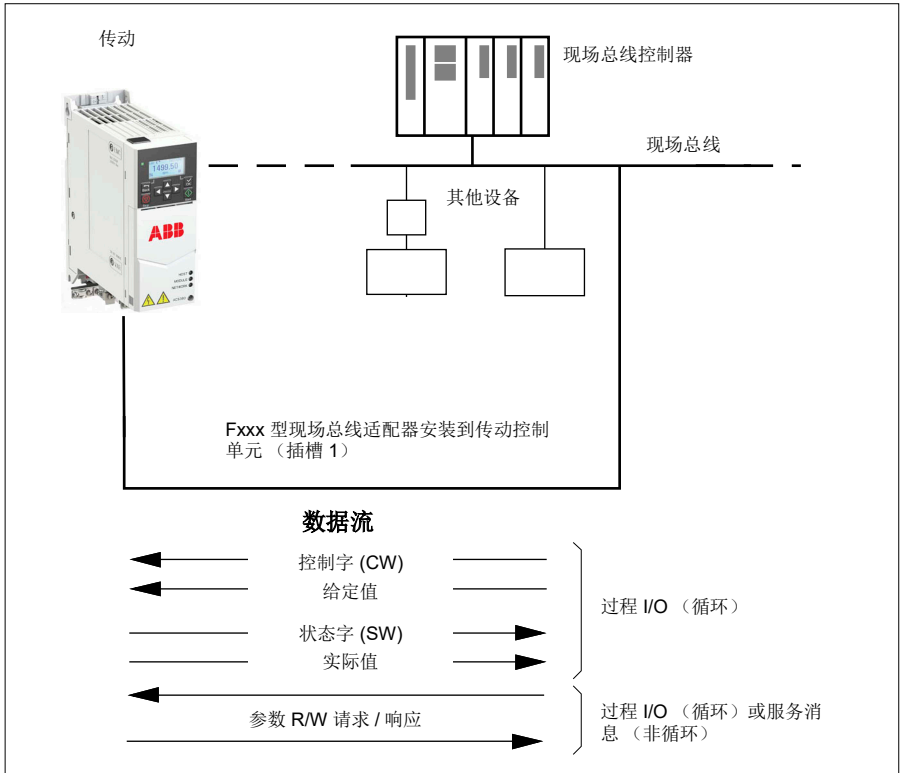 传动
现场总线控制器
现场总线
其他设备
1498.50
ABB
Fxxx 型现场总线适配器安装到传动控制
单元 （插槽 1）
数据流
控制字 (CW)
给定值
状态字 (SW)
实际值
过程 I/O （循环）
参数 R/W 请求 / 响应
过程 I/O （循环）或服务消
息 （非循环）